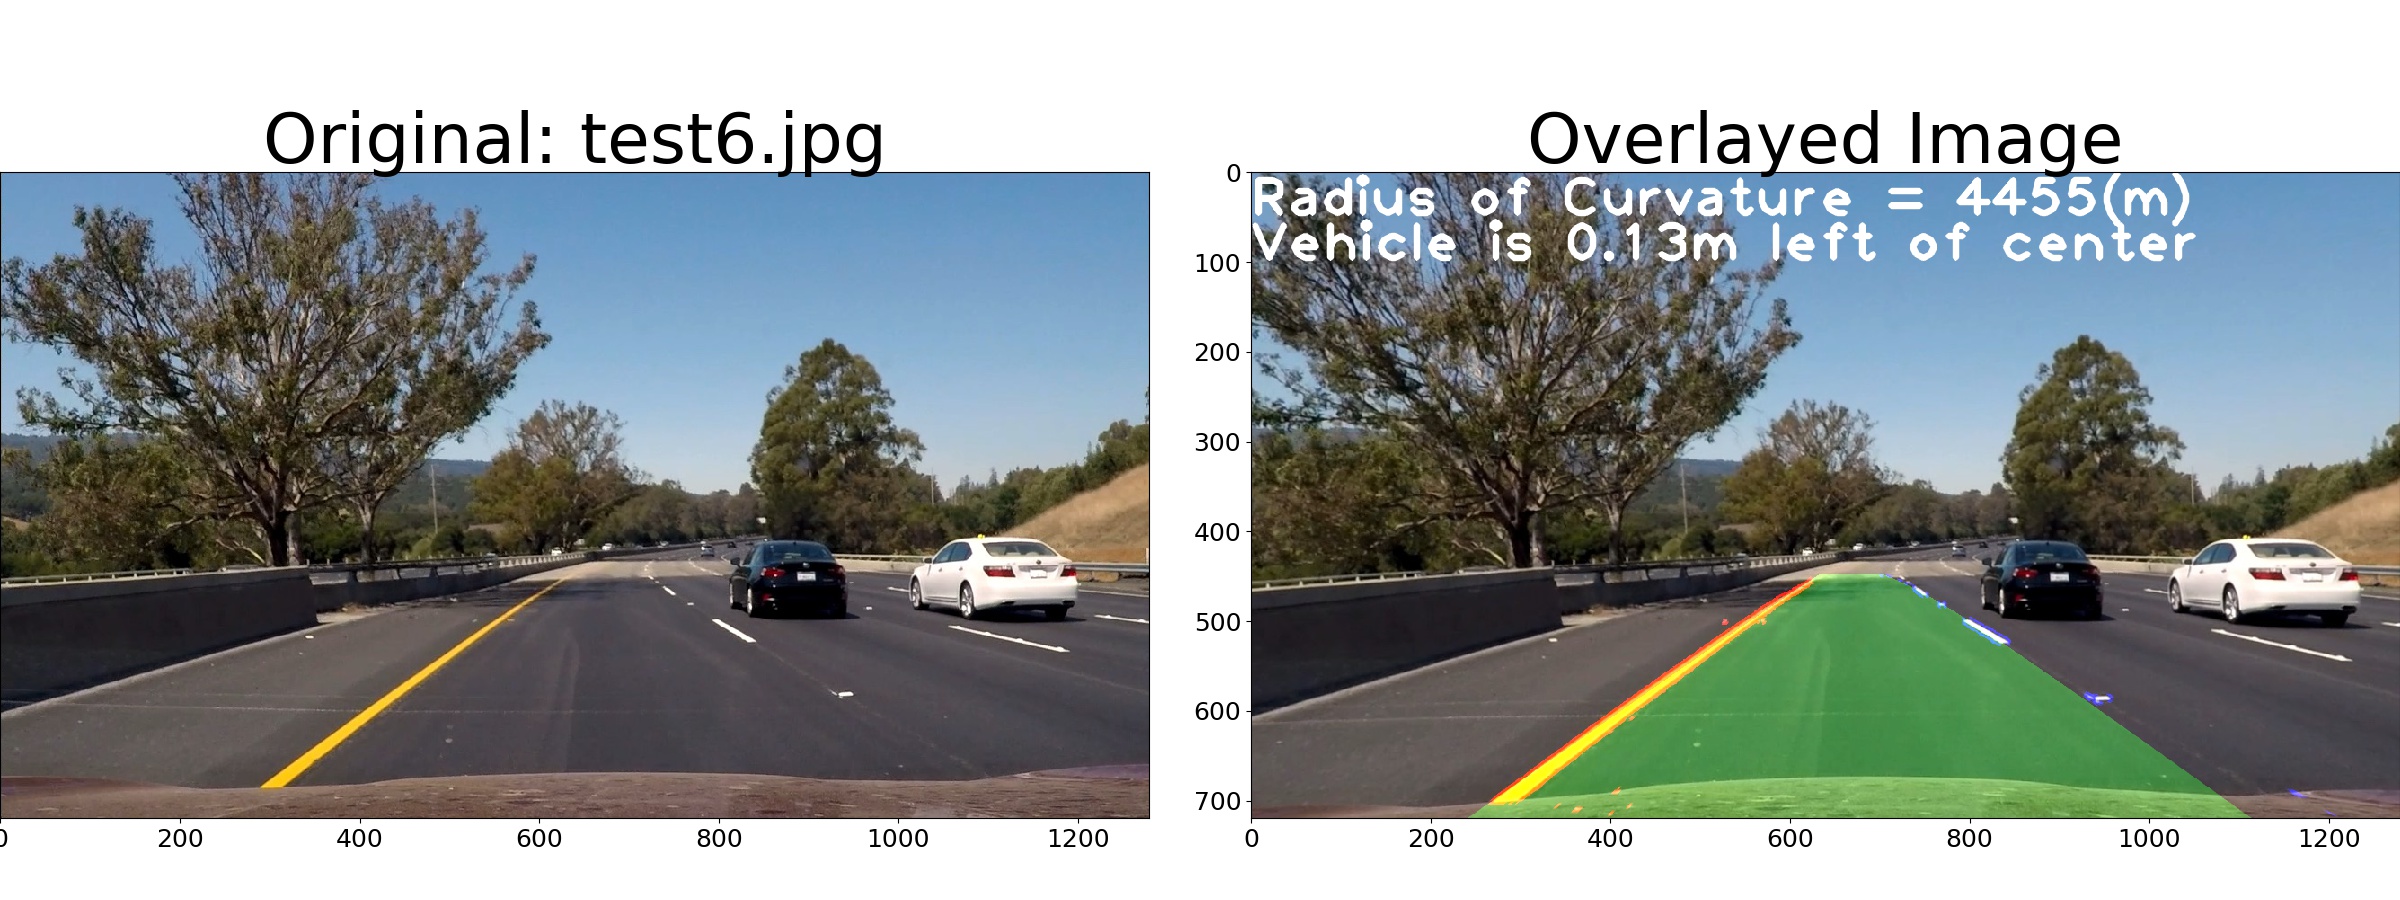 Original: test6.jpg
Overlayed Image
Radius of Curvature = 4455(m)
Vehicle is 0.13m left of center
0
100
200
300
400
500
600
700
0 200 400 600 800 1000 1200
0 200 400 600 800 1000 1200